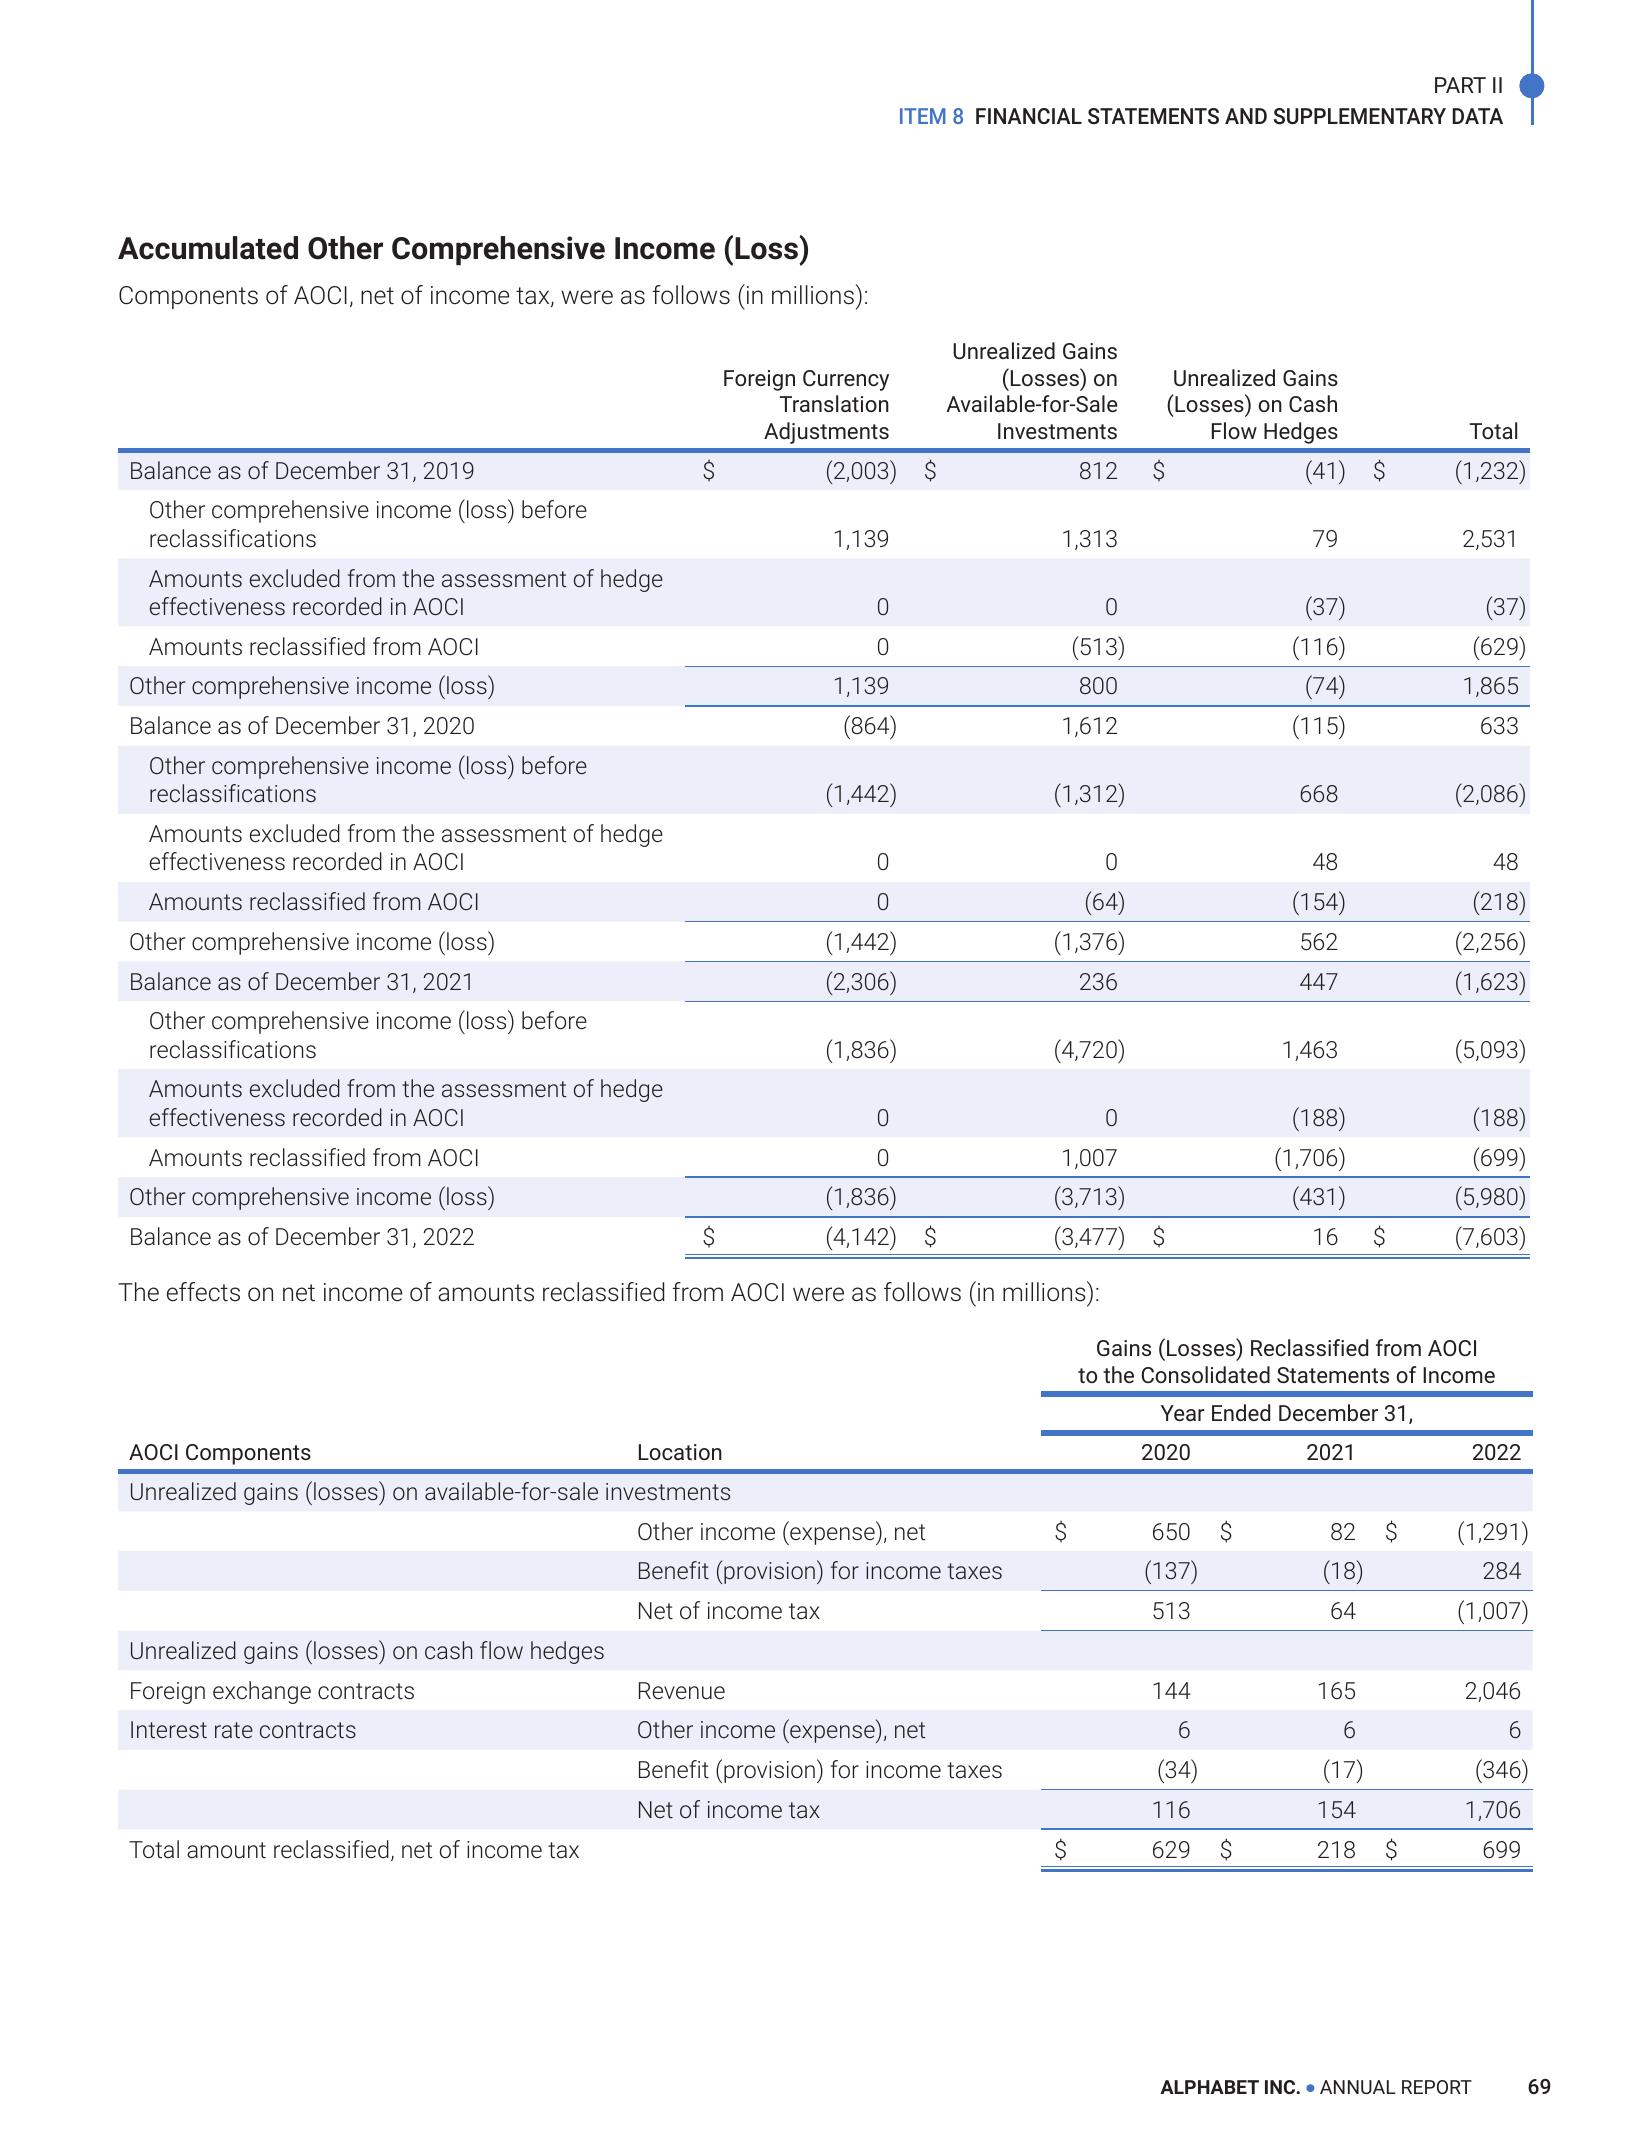 PART II
ITEM 8 FINANCIAL STATEMENTS AND SUPPLEMENTARY DATA
Accumulated Other Comprehensive Income (Loss)
Components of AOCI, net of income tax, were as follows (in millions):
Foreign Currency Translation Adjustments
Unrealized Gains (Losses) on Available-for-Sale Investments
Unrealized Gains (Losses) on Cash Flow Hedges
Total
Balance as of December 31, 2019 $ (2,003) $ 812 $ (41) $ (1,232)
Other comprehensive income (loss) before
reclassifications 1,139 1,313 79 2,531
Amounts excluded from the assessment of hedge
effectiveness recorded in AOCI 0 0 (37) (37)
Amounts reclassified from AOCI 0 (513) (116) (629)
Other comprehensive income (loss) 1,139 800 (74) 1,865
Balance as of December 31, 2020 (864) 1,612 (115) 633
Other comprehensive income (loss) before
reclassifications (1,442) (1,312) 668 (2,086)
Amounts excluded from the assessment of hedge
effectiveness recorded in AOCI 0 0 48 48
Amounts reclassified from AOCI 0 (64) (154) (218)
Other comprehensive income (loss) (1,442) (1,376) 562 (2,256)
Balance as of December 31, 2021 (2,306) 236 447 (1,623)
Other comprehensive income (loss) before
reclassifications (1,836) (4,720) 1,463 (5,093)
Amounts excluded from the assessment of hedge
effectiveness recorded in AOCI 0 0 (188) (188)
Amounts reclassified from AOCI 0 1,007 (1,706) (699)
Other comprehensive income (loss) (1,836) (3,713) (431) (5,980)
Balance as of December 31, 2022 $ (4,142) $ (3,477) $ 16 $ (7,603)
The effects on net income of amounts reclassified from AOCI were as follows (in millions):
Gains (Losses) Reclassified from AOCI
to the Consolidated Statements of Income
Year Ended December 31,
AOCI Components Location 2020 2021 2022
Unrealized gains (losses) on available-for-sale investments
Other income (expense), net $ 650 $ 82 $ (1,291)
Benefit (provision) for income taxes (137) (18) 284
Net of income tax 513 64 (1,007)
Unrealized gains (losses) on cash flow hedges
Foreign exchange contracts Revenue 144 165 2,046
Interest rate contracts Other income (expense), net 6 6 6
Benefit (provision) for income taxes (34) (17) (346)
Net of income tax 116 154 1,706
Total amount reclassified, net of income tax $ 629 $ 218 $ 699
ALPHABET INC. • ANNUAL REPORT 69